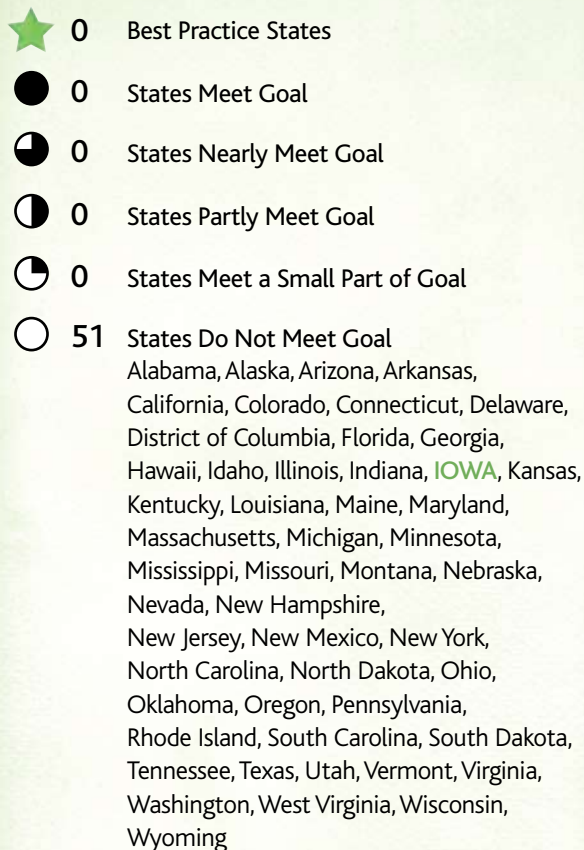 0 Best Practice States
0 States Meet Goal
0 States Nearly Meet Goal
0 States Partly Meet Goal
0 States Meet a Small Part of Goal
51 States Do Not Meet Goal
Alabama, Alaska, Arizona, Arkansas,
California, Colorado, Connecticut, Delaware,
District of Columbia, Florida, Georgia,
Hawaii, Idaho, Illinois, Indiana, IOWA, Kansas,
Kentucky, Louisiana, Maine, Maryland,
Massachusetts, Michigan, Minnesota,
Mississippi, Missouri, Montana, Nebraska,
Nevada, New Hampshire,
New Jersey, New Mexico, New York,
North Carolina, North Dakota, Ohio,
Oklahoma, Oregon, Pennsylvania,
Rhode Island, South Carolina, South Dakota,
Tennessee, Texas, Utah, Vermont, Virginia,
Washington, West Virginia, Wisconsin,
Wyoming